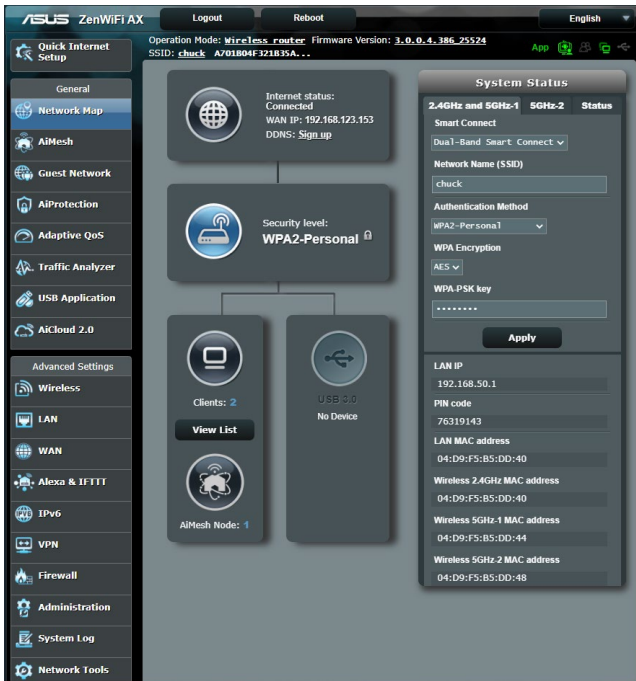 ASUS ZenWiFi AX Logout Reboot English
Quick Internet Setup
Operation Mode: Wireless router Firmware Version: 3.0.0.4.386_25524
SSID: chuck A701B04F321B35A...
App
General
Network Map
AiMesh
Guest Network
AiProtection
Adaptive QoS
Traffic Analyzer
USB Application
AiCloud 2.0
Advanced Settings
Wireless
LAN
WAN
Alexa & IFTTT
IPv6
VPN
Firewall
Administration
System Log
Network Tools
Internet status:
Connected
WAN IP: 192.168.123.153
DDNS: Sign up
Security level:
WPA2-Personal
Clients: 2
View List
AiMesh Node: 1
USB 3.0
No Device
System Status
2.4GHz and 5GHz-1 5GHz-2 Status
Smart Connect
Dual-Band Smart Connect
Network Name (SSID)
chuck
Authentication Method
WPA2-Personal
WPA Encryption
AES
WPA-PSK key
........
Apply
LAN IP
192.168.50.1
PIN code
76319143
LAN MAC address
04:D9:F5:B5:DD:40
Wireless 2.4GHz MAC address
04:D9:F5:B5:DD:40
Wireless 5GHz-1 MAC address
04:D9:F5:B5:DD:44
Wireless 5GHz-2 MAC address
04:D9:F5:B5:DD:48